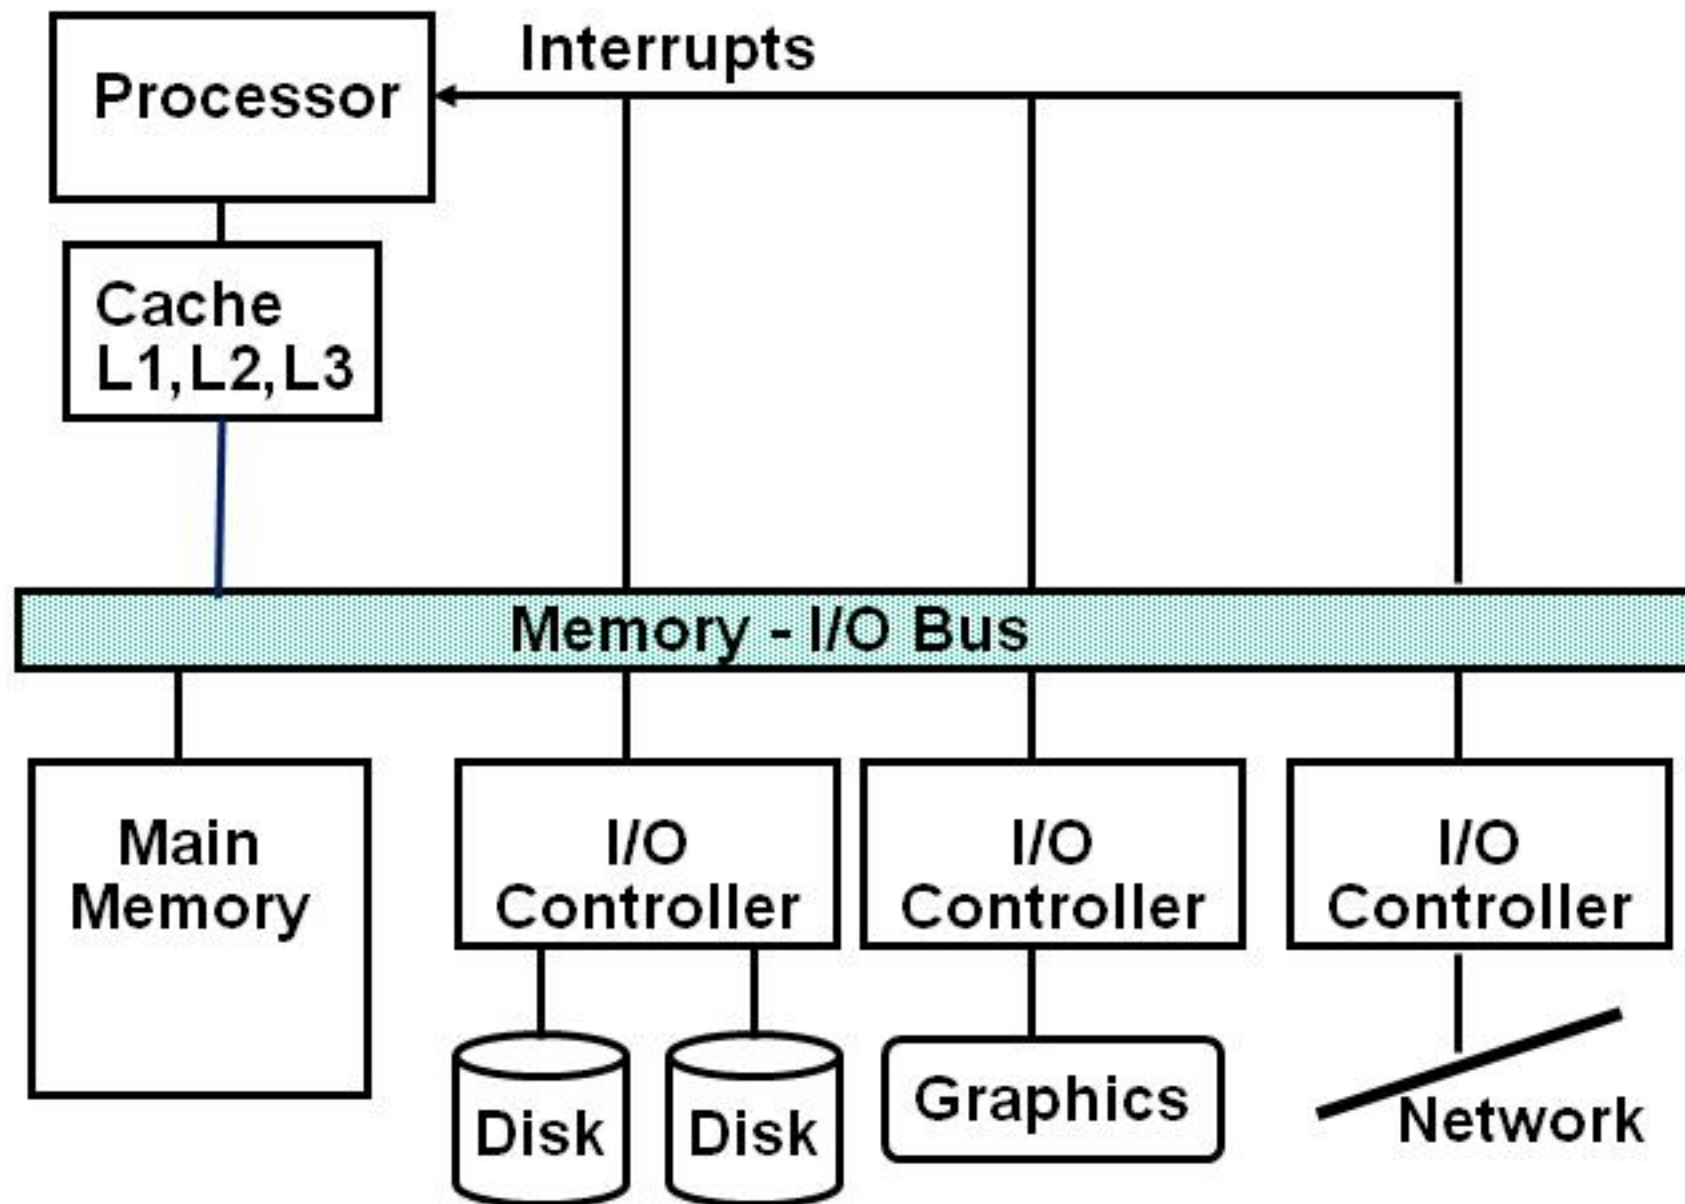 Interrupts
Processor
Cache
L1,L2,L3
Memory - I/O Bus
Main
Memory
I/O
Controller
I/O
Controller
I/O
Controller
Disk
Disk
Graphics
Network